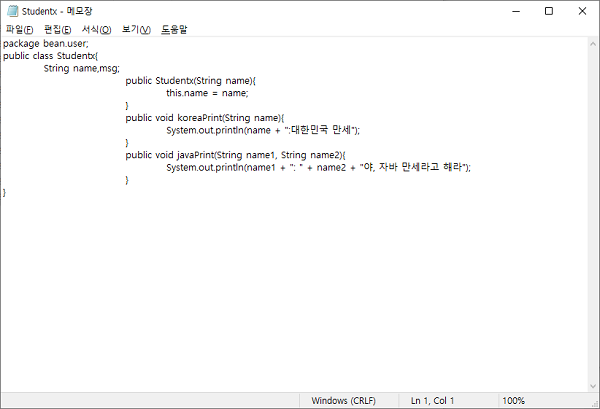 Studentx - 메모장
파일(F) 편집(E) 서식(O) 보기(V) 도움말
package bean.user;
public class Studentx{
String name,msg;
public Studentx(String name){
this.name = name;
}
public void koreaPrint(String name){
System.out.println(name + ":대한민국 만세");
}
public void javaPrint(String name1, String name2){
System.out.println(name1 + ": " + name2 + "야, 자바 만세라고 해라");
}
}
Windows (CRLF) Ln 1, Col 1 100%